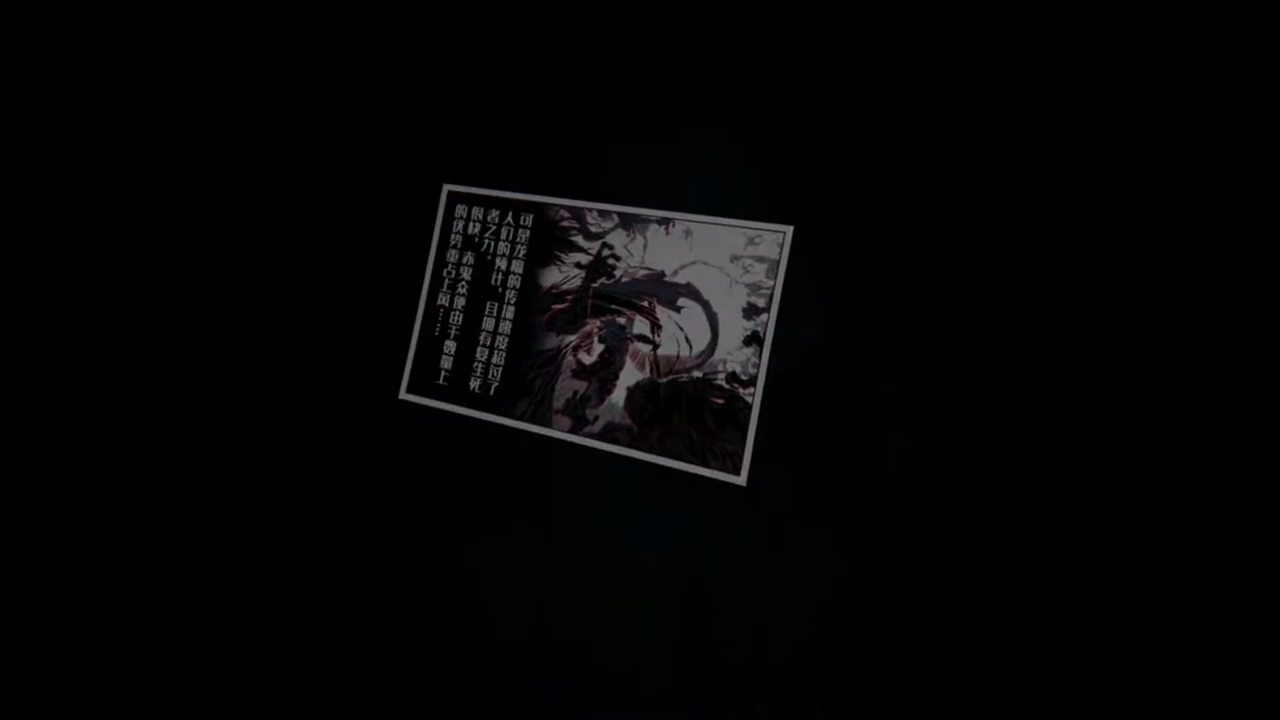 可是龙瘤的传播速度超过了
人们的预计，且拥有复生死
者之力。
很快，赤鬼众便由于数量上
的优势重占上风……